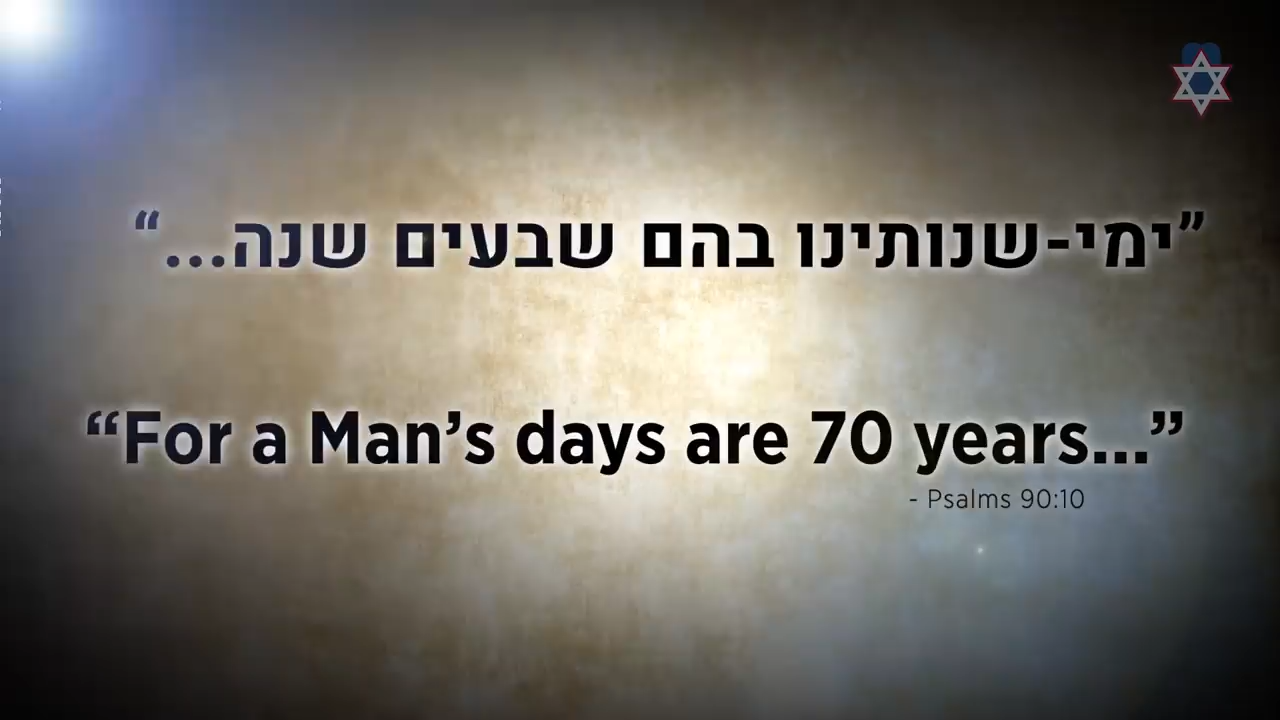 ”ימי-שנותינו בהם שבעים שנה...“
“For a Man’s days are 70 years...”
- Psalms 90:10